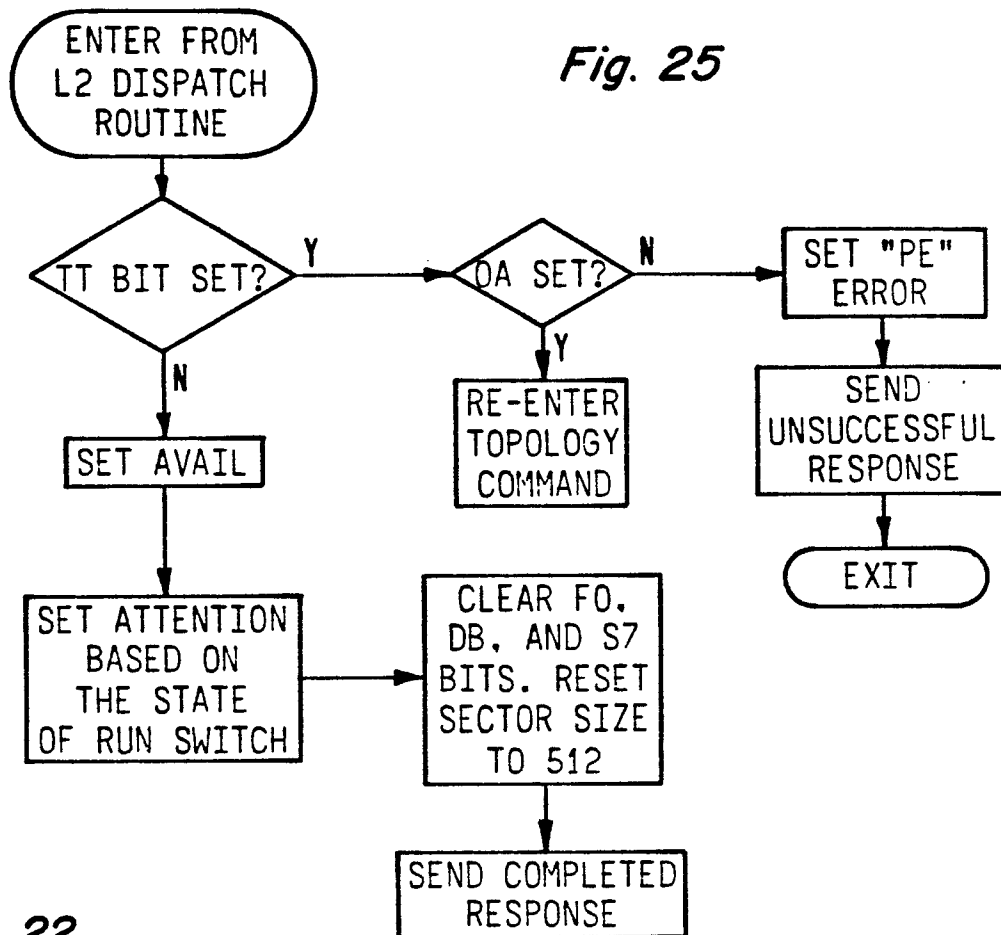 ENTER FROM
L2 DISPATCH
ROUTINE
Fig. 25
TT BIT SET?
Y
OA SET?
N
SET "PE"
ERROR
N
Y
SET AVAIL
RE-ENTER
TOPOLOGY
COMMAND
SEND
UNSUCCESSFUL
RESPONSE
EXIT
SET ATTENTION
BASED ON
THE STATE
OF RUN SWITCH
CLEAR FO.
DB. AND S7
BITS. RESET
SECTOR SIZE
TO 512
SEND COMPLETED
RESPONSE
22